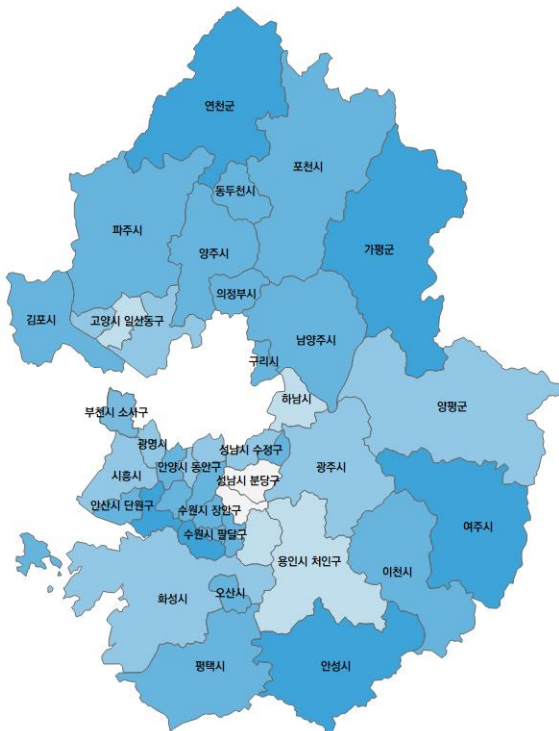 연천군
포천시
동두천시
파주시
양주시
가평군
의정부시
김포시
고양시 일산동구
남양주시
구리시
하남시
양평군
부천시 소사구
광명시
성남시 수정구
안양시 동안구
시흥시
광주시
성남시 분당구
안산시 단원구
수원시 장안구
여주시
수원시 팔달구
용인시 처인구
이천시
화성시
오산시
평택시
안성시